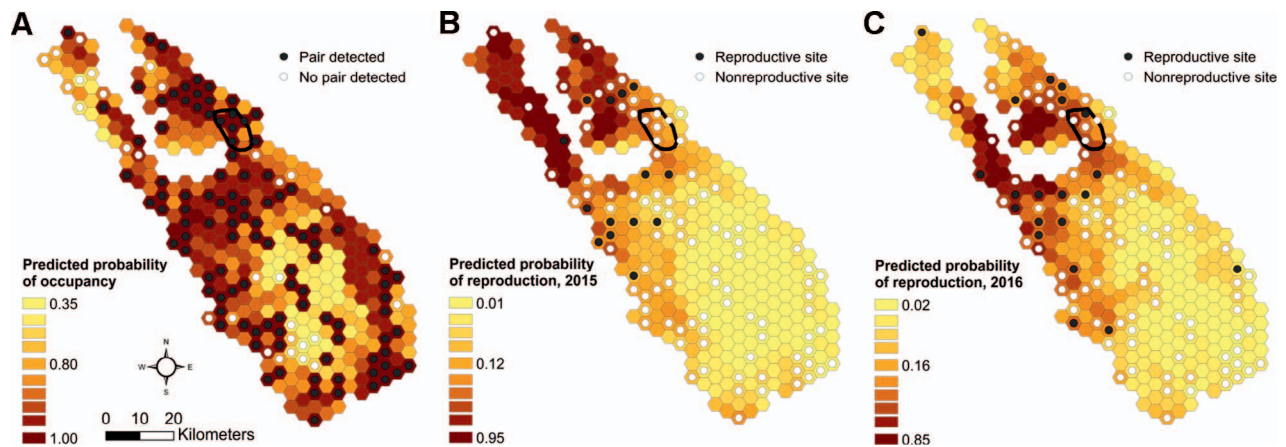 A
Pair detected
No pair detected
Predicted probability
of occupancy
0.35
0.80
1.00
N
W E
S
0 10 20
Kilometers
B
Reproductive site
Nonreproductive site
Predicted probability
of reproduction, 2015
0.01
0.12
0.95
C
Reproductive site
Nonreproductive site
Predicted probability
of reproduction, 2016
0.02
0.16
0.85